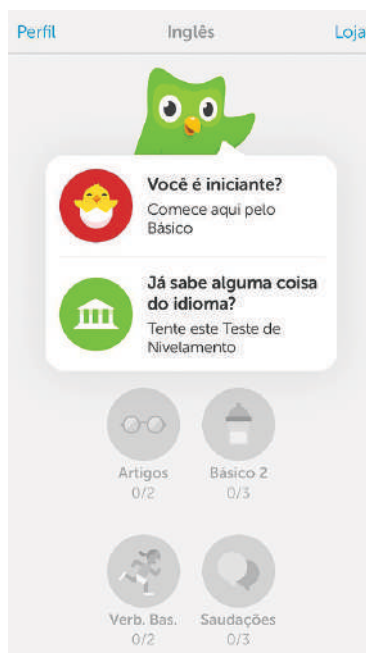 Perfil Inglês Loja
Você é iniciante?
Comece aqui pelo
Básico
Já sabe alguma coisa
do idioma?
Tente este Teste de
Nivelamento
Artigos Básico 2
0/2 0/3
Verb. Bas. Saudações
0/2 0/3